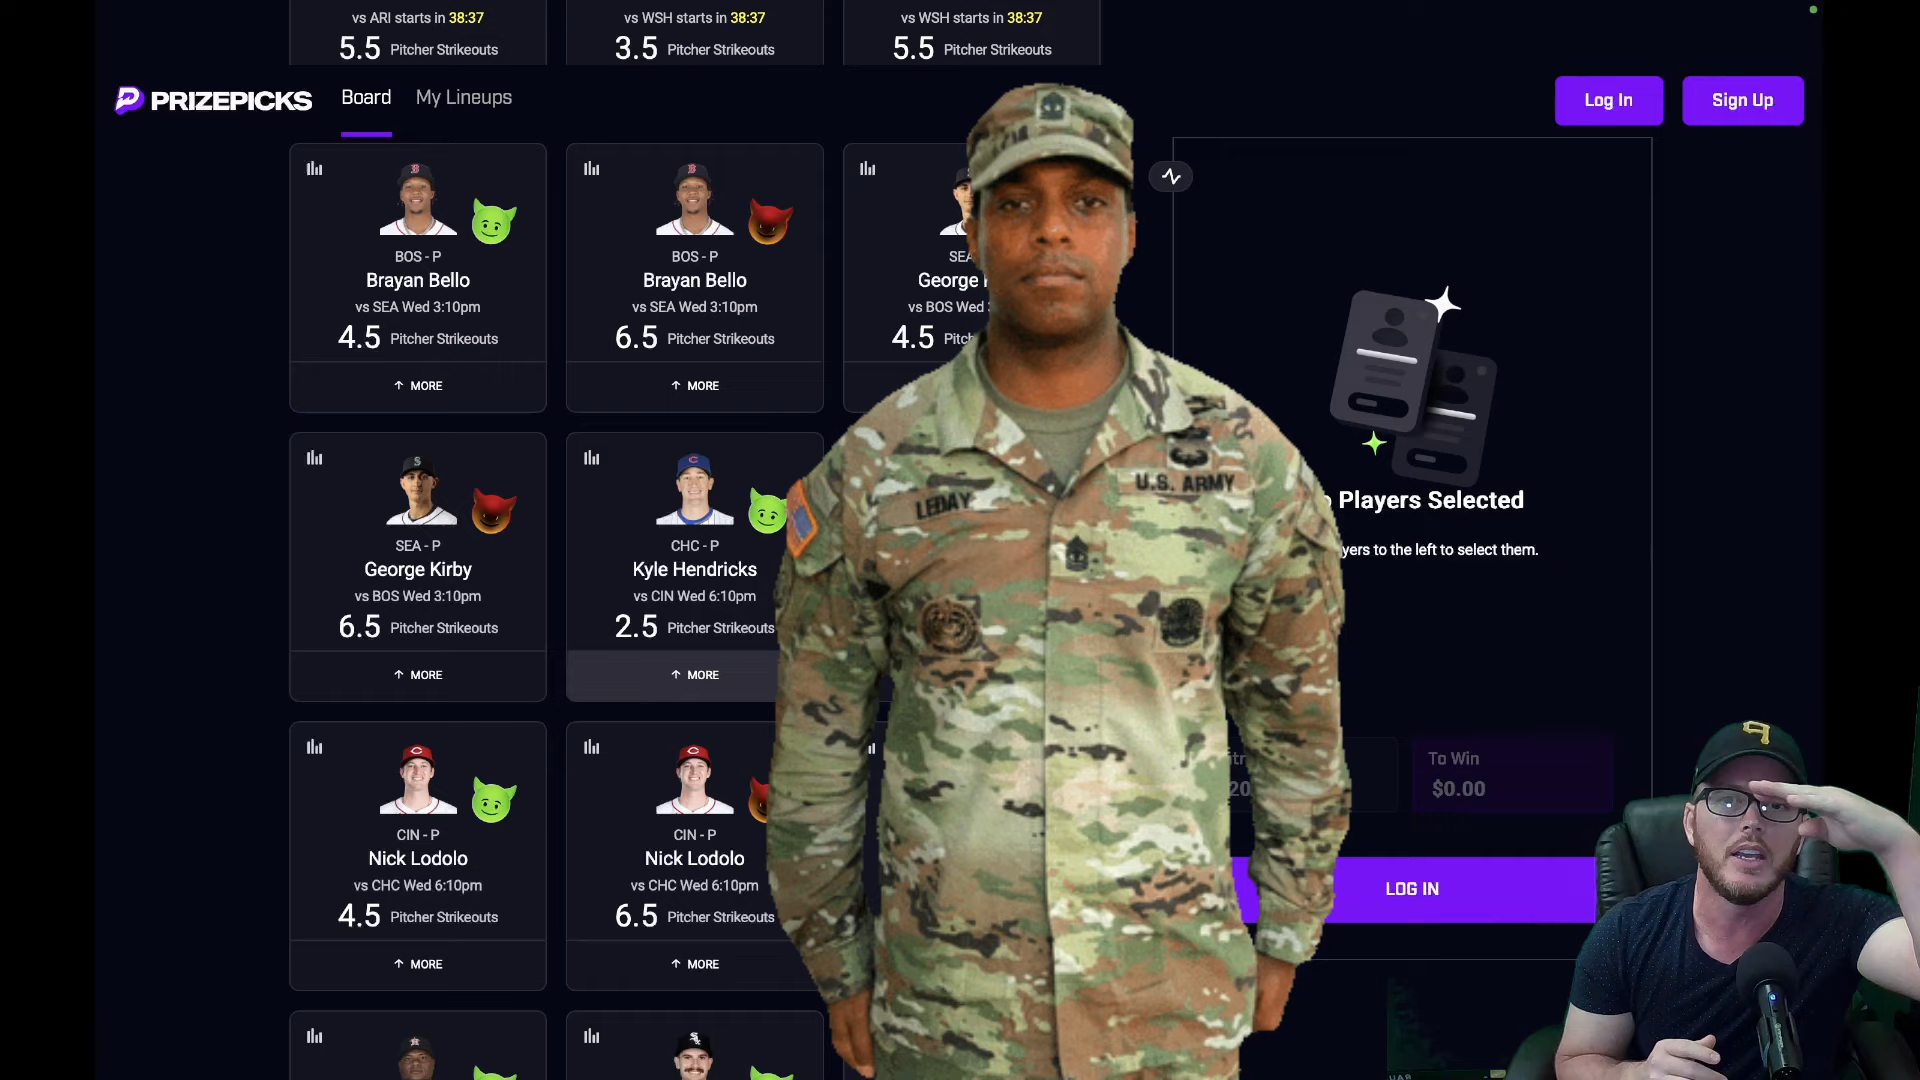 vs ARI starts in 38:37
5.5 Pitcher Strikeouts
vs WSH starts in 38:37
3.5 Pitcher Strikeouts
vs WSH starts in 38:37
5.5 Pitcher Strikeouts
PRIZEPICKS
Board
My Lineups
Log In
Sign Up
BOS - P
Brayan Bello
vs SEA Wed 3:10pm
4.5 Pitcher Strikeouts
MORE
BOS - P
Brayan Bello
vs SEA Wed 3:10pm
6.5 Pitcher Strikeouts
MORE
SEA
George
vs BOS Wed
4.5
SEA - P
George Kirby
vs BOS Wed 3:10pm
6.5 Pitcher Strikeouts
MORE
CHC - P
Kyle Hendricks
vs CIN Wed 6:10pm
2.5 Pitcher Strikeouts
MORE
CIN - P
Nick Lodolo
vs CHC Wed 6:10pm
4.5 Pitcher Strikeouts
MORE
CIN - P
Nick Lodolo
vs CHC Wed 6:10pm
6.5 Pitcher Strikeouts
MORE
LEDAY
U.S. ARMY
Players Selected
to the left to select them.
To Win
$0.00
LOG IN